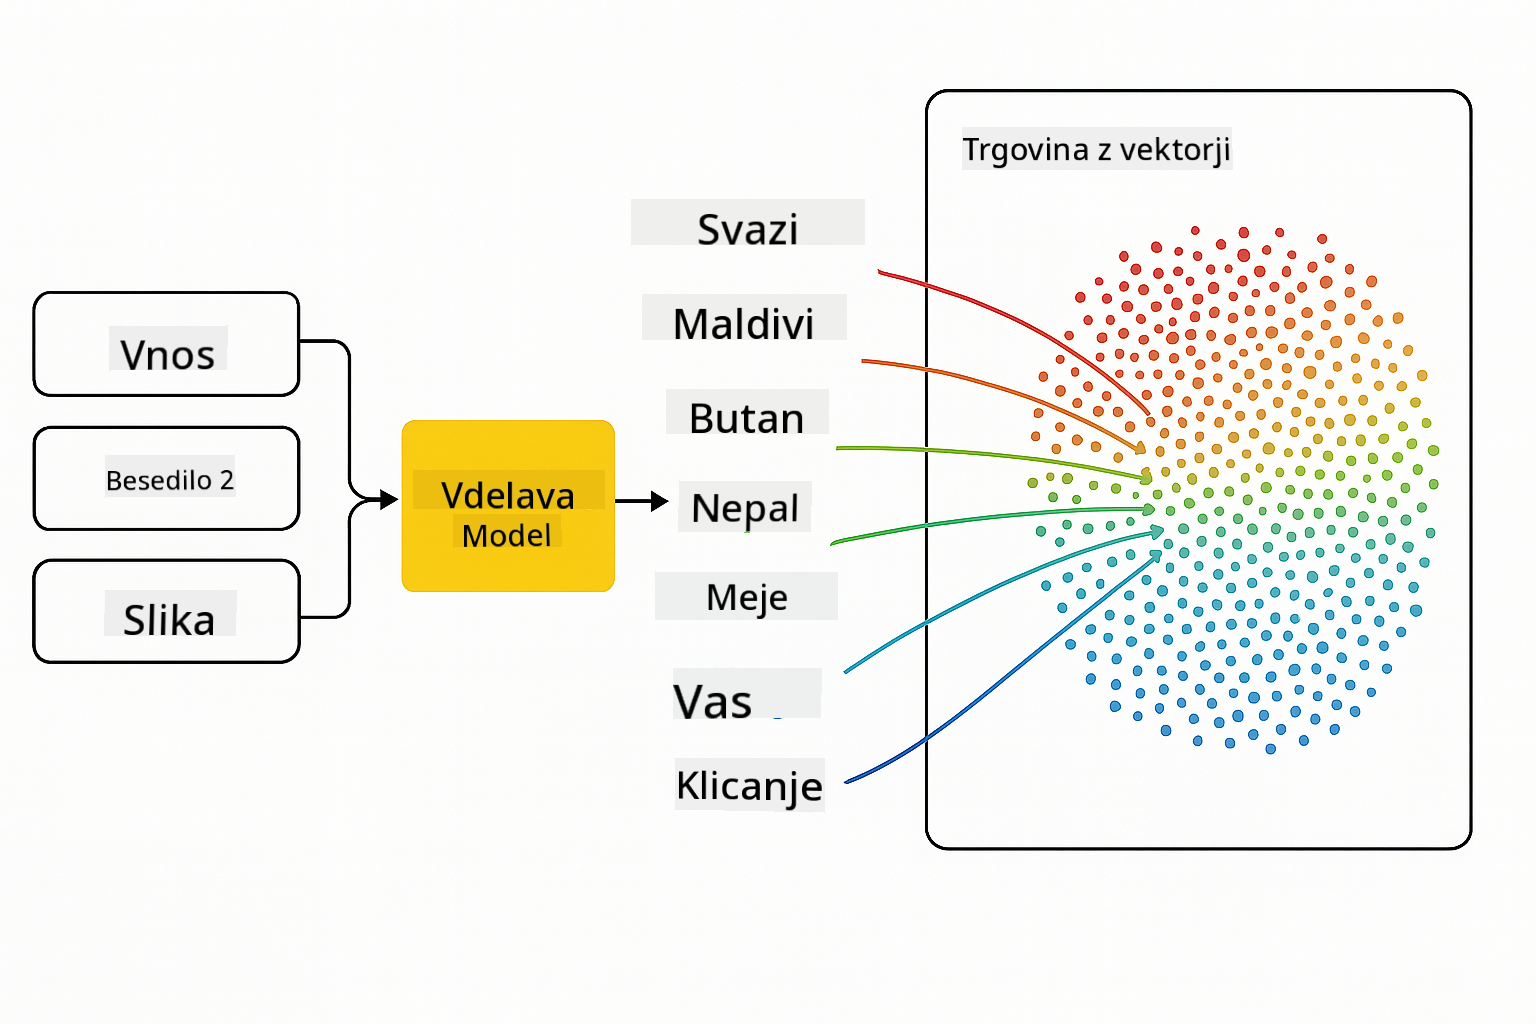 Vnos
Besedilo 2
Slika
Vdelava
Model
Svazi
Maldivi
Butan
Nepal
Meje
Vas
Klicanje
Trgovina z vektorji